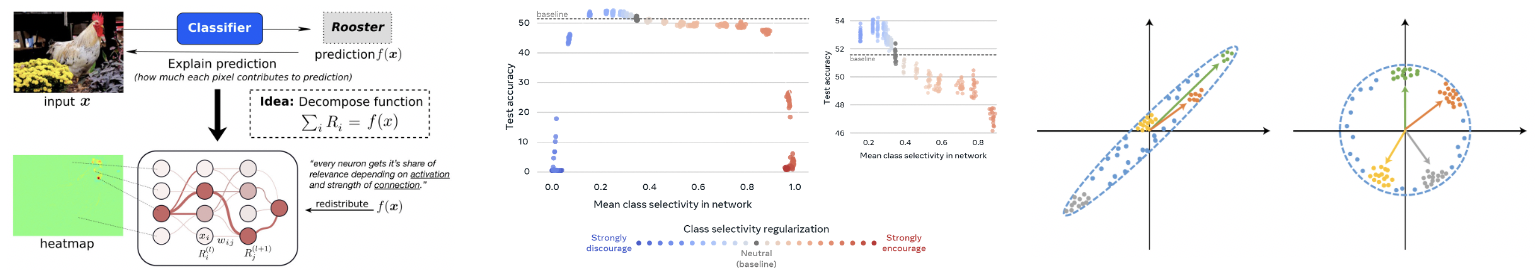 Classifier
Rooster
prediction f(x)
Explain prediction
(how much each pixel contributes to prediction)
input x
Idea: Decompose function
∑ᵢ Rᵢ = f(x)
"every neuron gets it's share of
relevance depending on activation
and strength of connection."
redistribute f(x)
xᵢ wᵢⱼ
Rᵢ⁽ˡ⁾ Rⱼ⁽ˡ⁺¹⁾
heatmap
baseline
50
40
30
20
10
0
Test accuracy
0.0 0.2 0.4 0.6 0.8 1.0
Mean class selectivity in network
54
52
50
48
46
baseline
Test accuracy
0.2 0.4 0.6 0.8
Mean class selectivity in network
Class selectivity regularization
Strongly
discourage
Neutral
(baseline)
Strongly
encourage